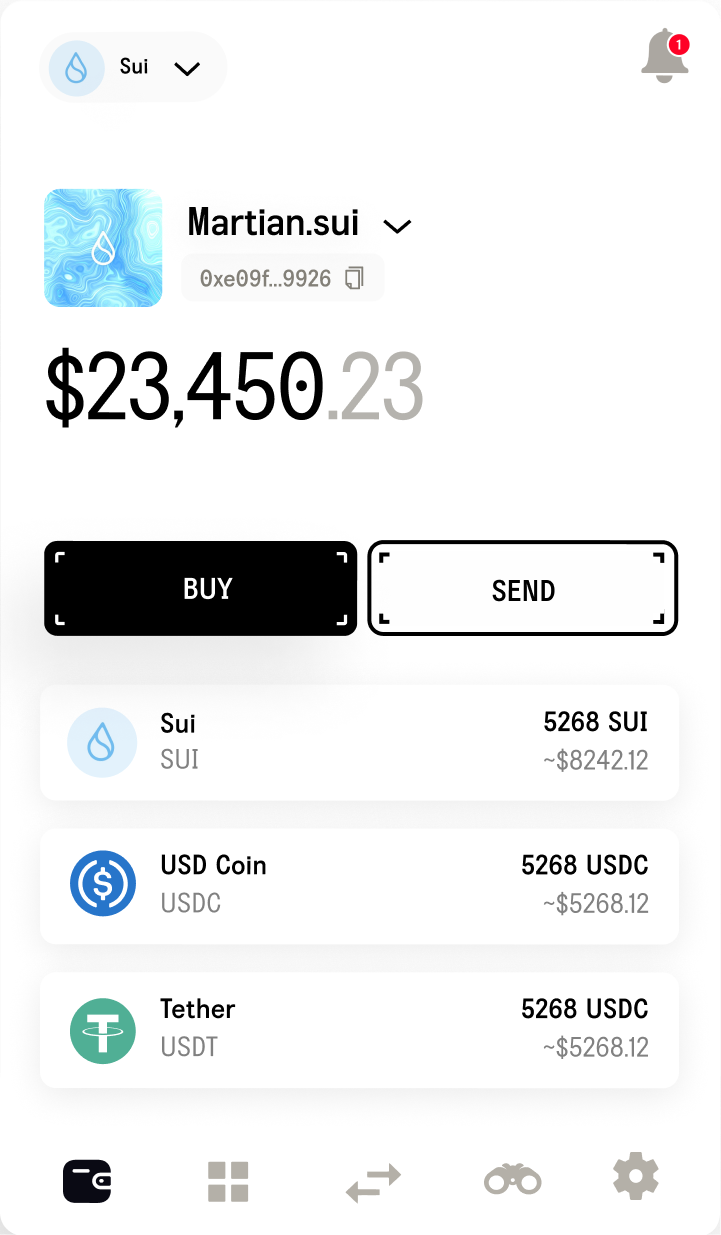 Sui
1
Martian.sui
0xe09f...9926
$23,450.23
BUY
SEND
Sui
5268 SUI
SUI
~$8242.12
USD Coin
5268 USDC
USDC
~$5268.12
Tether
5268 USDC
USDT
~$5268.12